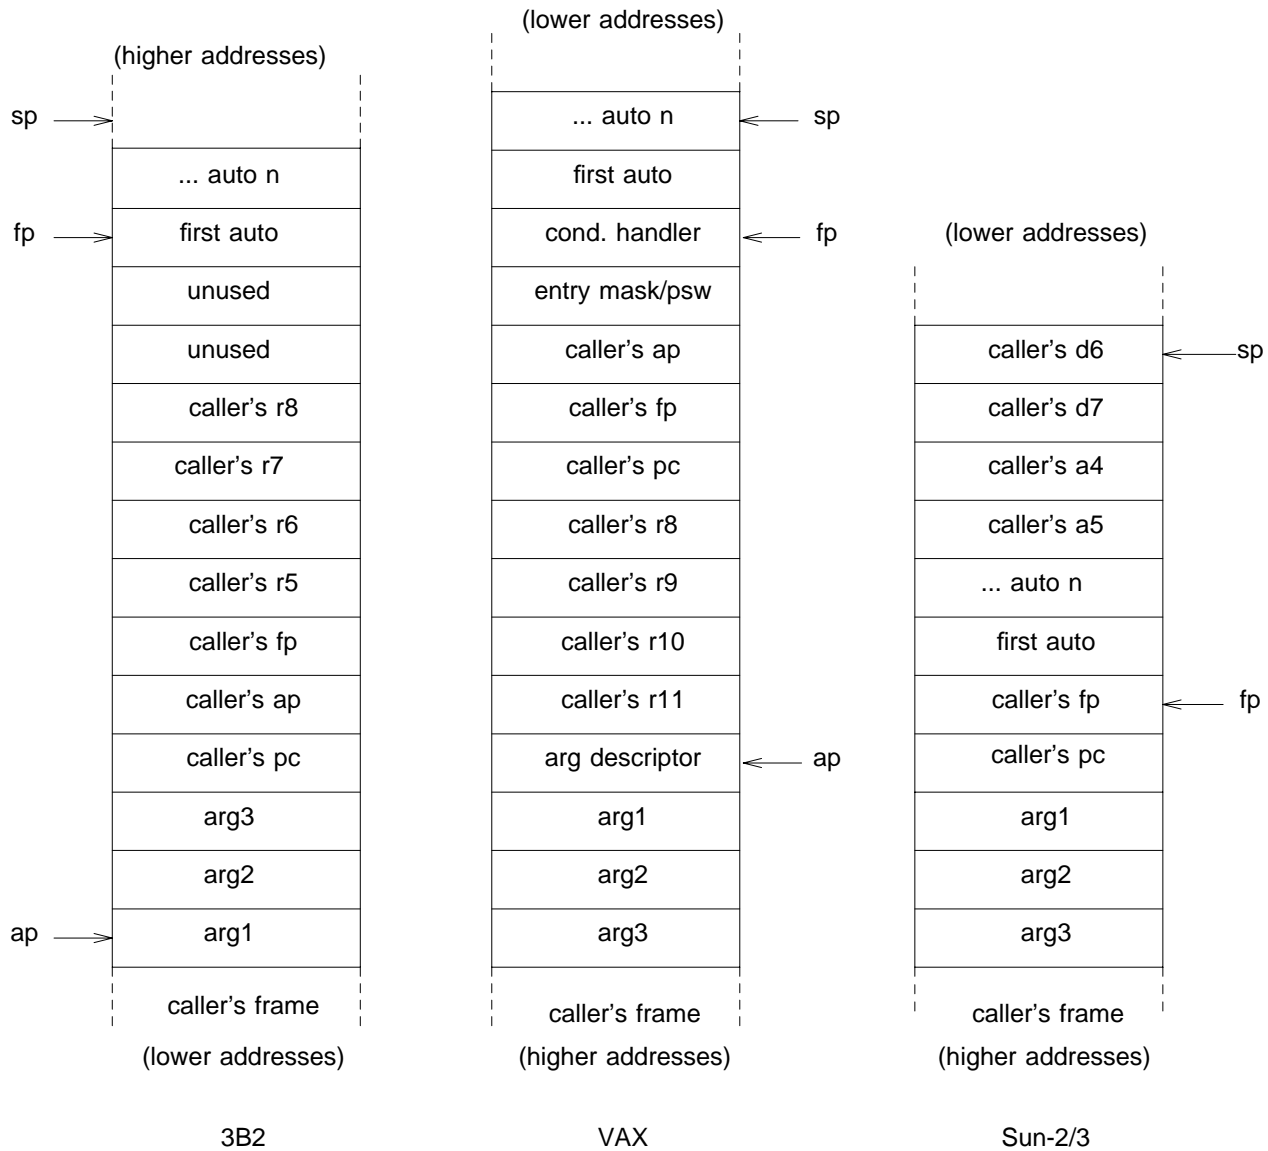 (higher addresses)
sp
... auto n
fp
first auto
unused
unused
caller's r8
caller's r7
caller's r6
caller's r5
caller's fp
caller's ap
caller's pc
arg3
arg2
ap
arg1
caller's frame
(lower addresses)
3B2
(lower addresses)
... auto n
sp
first auto
cond. handler
fp
entry mask/psw
caller's ap
caller's fp
caller's pc
caller's r8
caller's r9
caller's r10
caller's r11
arg descriptor
ap
arg1
arg2
arg3
caller's frame
(higher addresses)
VAX
(lower addresses)
caller's d6
sp
caller's d7
caller's a4
caller's a5
... auto n
first auto
caller's fp
fp
caller's pc
arg1
arg2
arg3
caller's frame
(higher addresses)
Sun-2/3